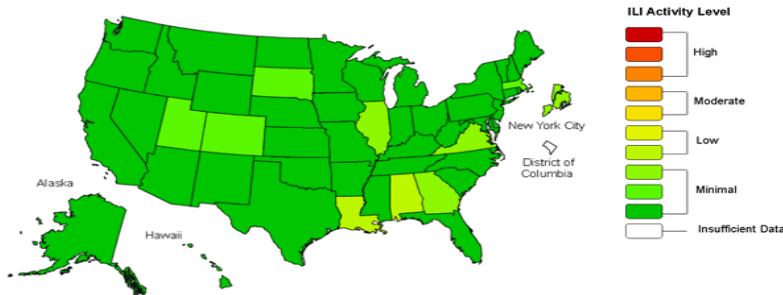 ILI Activity Level
High
Moderate
Low
Minimal
Insufficient Data
New York City
District of
Columbia
Alaska
Hawaii